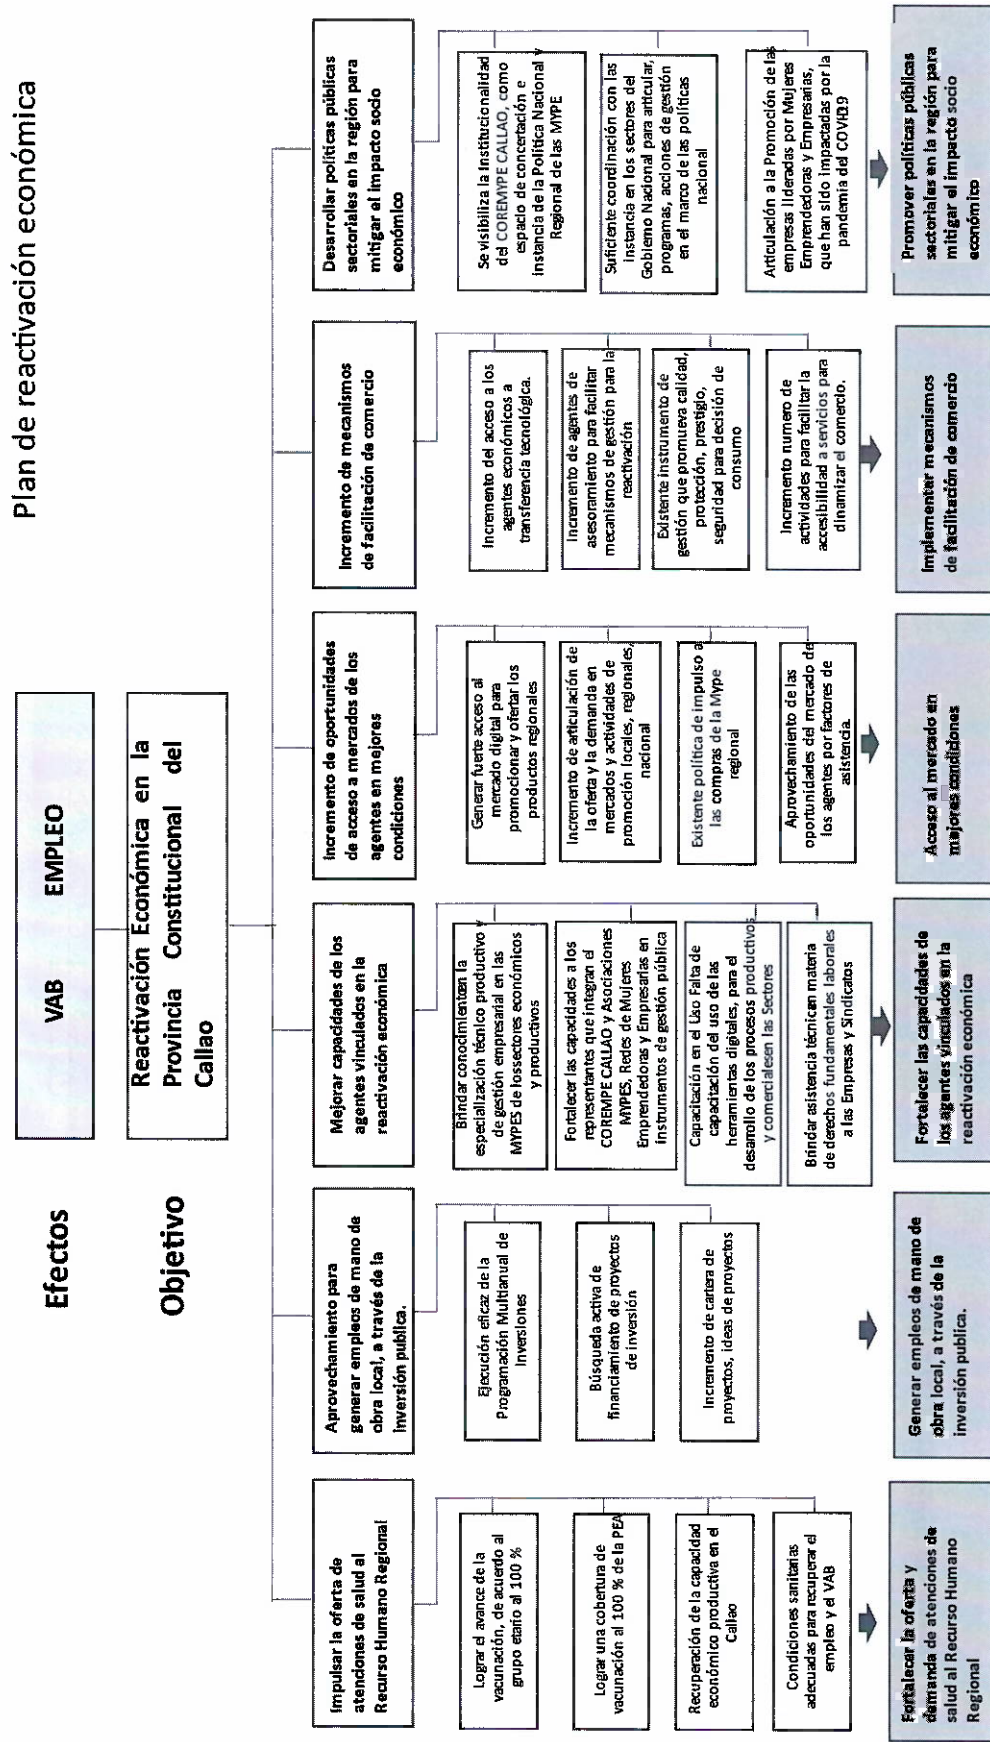 Plan de reactivación económica
Efectos
VAB EMPLEO
Objetivo
Reactivación Económica en la
Provincia Constitucional del
Callao
Impulsar la oferta de
atenciones de salud al
Recurso Humano Regional
Lograr el avance de la
vacunación, de acuerdo al
grupo etario al 100 %
Lograr una cobertura de
vacunación al 100 % de la PEA
Recuperación de la capacidad
económico productiva en el
Callao
Condiciones sanitarias
adecuadas para recuperar el
empleo y el VAB
Fortalecer la oferta y
demanda de atenciones de
salud al Recurso Humano
Regional
Aprovechamiento para
generar empleos de mano de
obra local, a través de la
inversión publica.
Ejecución eficaz de la
Programación Multianual de
Inversiones
Búsqueda activa de
financiamiento de proyectos
de inversión
Incremento de cartera de
proyectos, ideas de proyectos
Generar empleos de mano de
obra local, a través de la
inversión publica.
Mejorar capacidades de los
agentes vinculados en la
reactivación económica
Brindar conocimientoen la
especialización técnico productivo y
de gestión empresarial en las
MYPES de lossectores económicos
y productivos
Fortalecer las capacidades a los
representantes que integran el
COREMPE CALLAO y Asociaciones
MYPES, Redes de Mujeres
Emprendedoras y Empresarias en
Instrumentos de gestión pública
Capacitación en el Uso Falta de
capacitación del uso de las
herramientas digitales, para el
desarrollo de los procesos productivos
y comercialesen las Sectores
Brindar asistencia técnicaen materia
de derechos fundamentales laborales
a las Empresas y Sindicatos
Fortalecer las capacidades de
los agentes vinculados en la
reactivación económica
Incremento de oportunidades
de acceso a mercados de los
agentes en mejores
condiciones
Generar fuerte acceso al
mercado digital para
promocionar y ofertar los
productos regionales
Incremento de articulación de
la oferta y la demanda en
mercados y actividades de
promoción locales, regionales,
nacional
Existente política de impulso a
las compras de la Mype
regional
Aprovechamiento de las
oportunidades del mercado de
los agentes por factores de
asistencia.
Acceso al mercado en
mejores condiciones
Incremento de mecanismos
de facilitación de comercio
Incremento del acceso a los
agentes económicos a
transferencia tecnológica.
Incremento de agentes de
asesoramiento para facilitar
mecanismos de gestión para la
reactivación
Existente instrumento de
gestión que promueva calidad,
protección, prestigio,
seguridad para decisión de
consumo
Incremento numero de
actividades para facilitar la
accesibilidad a servicios para
dinamizar el comercio.
Implementar mecanismos
de facilitación de comercio
Desarrollar políticas públicas
sectoriales en la región para
mitigar el impacto socio
económico
Se visibiliza la Institucionalidad
del COREMYPE CALLAO, como
espacio de concertación e
instancia de la Política Nacional y
Regional de las MYPE
Suficiente coordinación con las
instancia en los sectores del
Gobierno Nacional para articular,
programas, acciones de gestión
en el marco de las políticas
nacional
Articulación a la Promoción de las
empresas lideradas por Mujeres
Emprendedoras y Empresarias,
que han sido impactadas por la
pandemia del COVID19
Promover políticas públicas
sectoriales en la región para
mitigar el impacto socio
económico